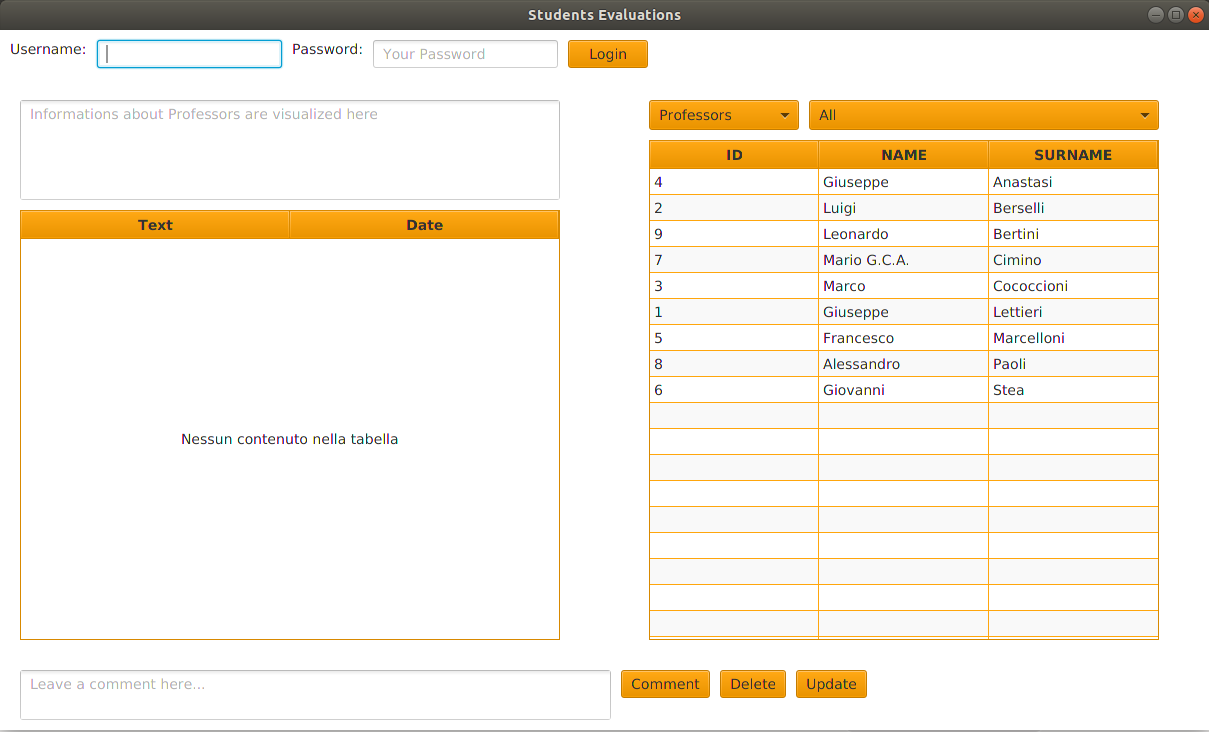 Students Evaluations
Username: Password: Your Password Login
Informations about Professors are visualized here
Professors All
Text Date
Nessun contenuto nella tabella
ID NAME SURNAME
4 Giuseppe Anastasi
2 Luigi Berselli
9 Leonardo Bertini
7 Mario G.C.A. Cimino
3 Marco Cococcioni
1 Giuseppe Lettieri
5 Francesco Marcelloni
8 Alessandro Paoli
6 Giovanni Stea
Leave a comment here... Comment Delete Update